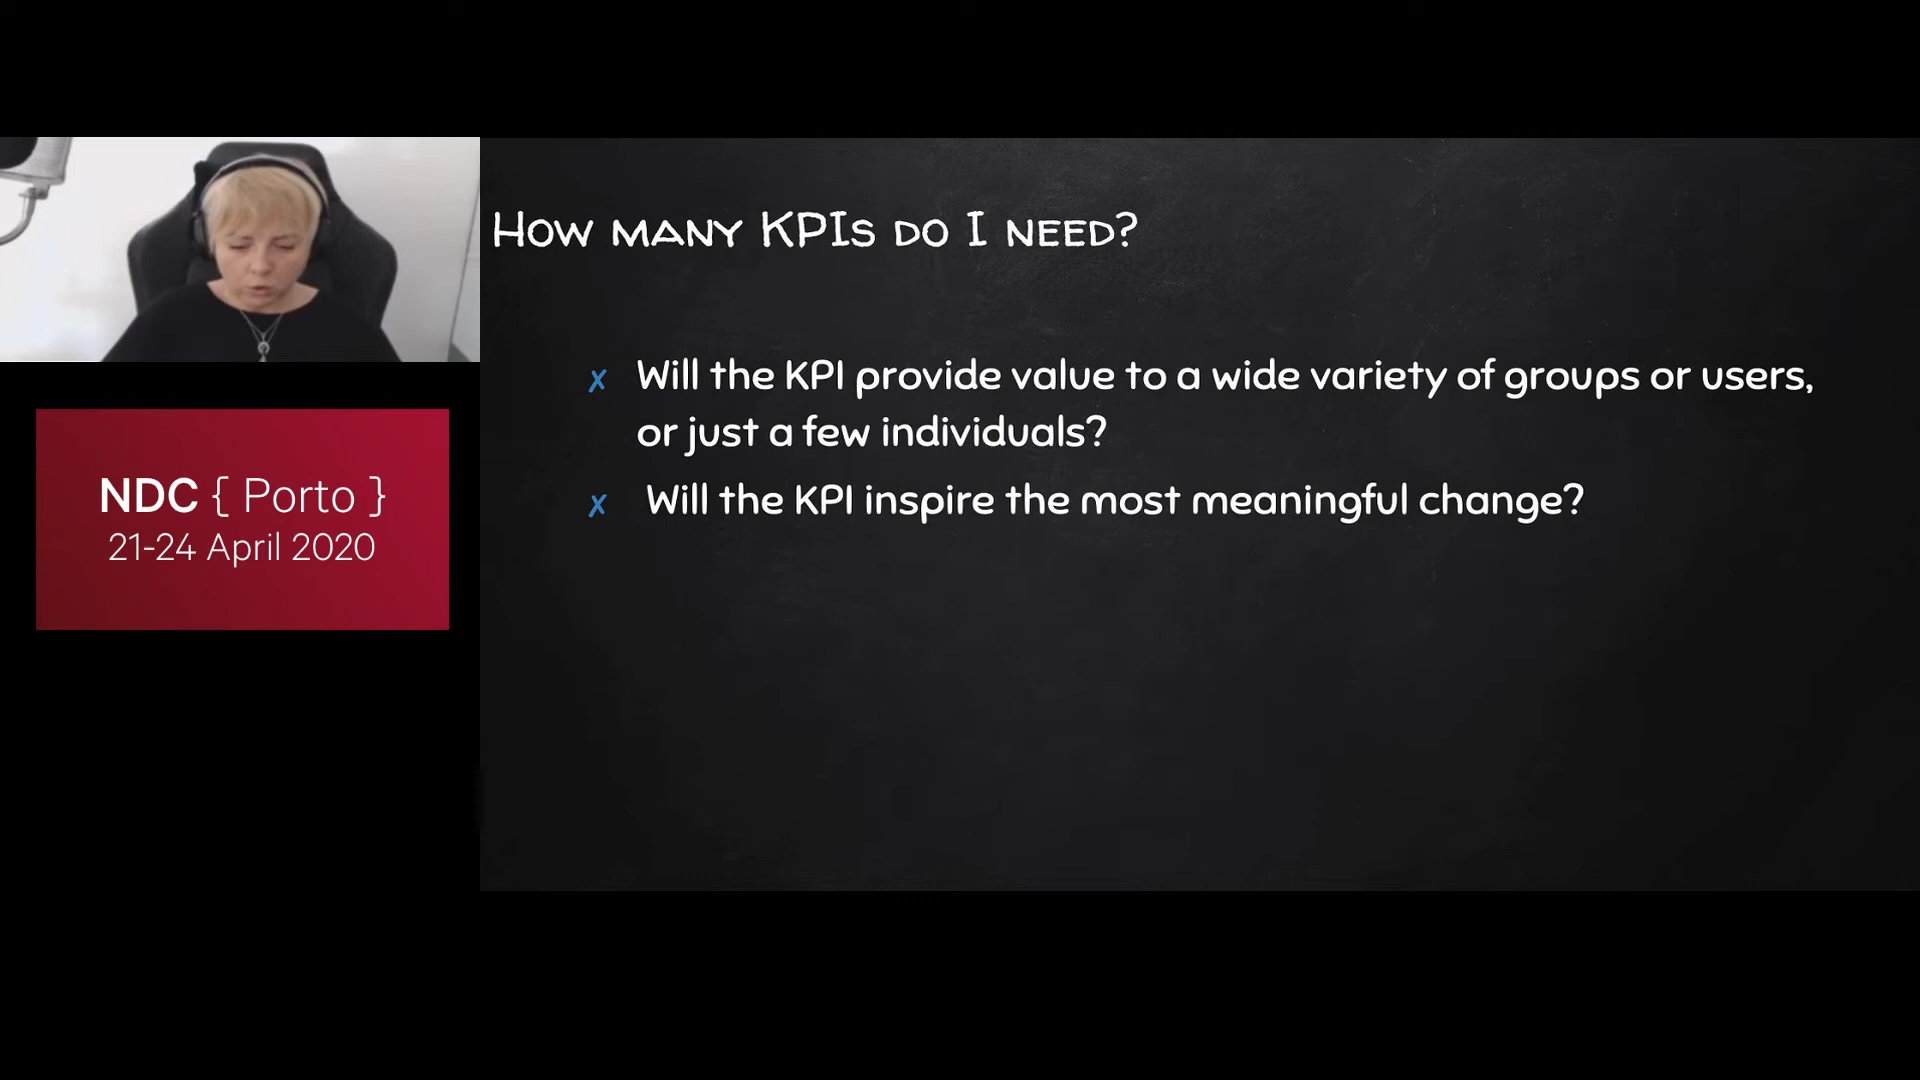 How many KPIs do I need?
x Will the KPI provide value to a wide variety of groups or users,
or just a few individuals?
x Will the KPI inspire the most meaningful change?
NDC { Porto }
21-24 April 2020